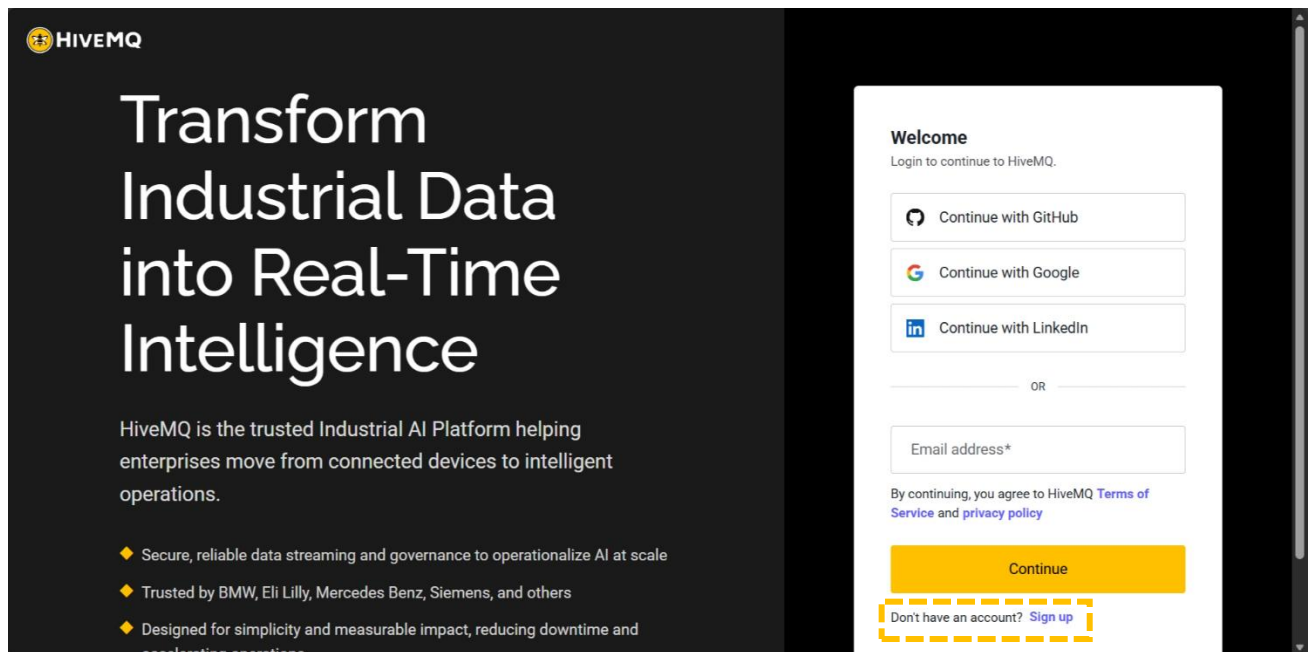 HIVEMQ
Transform
Industrial Data
into Real-Time
Intelligence
HiveMQ is the trusted Industrial AI Platform helping
enterprises move from connected devices to intelligent
operations.
Secure, reliable data streaming and governance to operationalize AI at scale
Trusted by BMW, Eli Lilly, Mercedes Benz, Siemens, and others
Designed for simplicity and measurable impact, reducing downtime and
accelerating operations
Welcome
Login to continue to HiveMQ.
Continue with GitHub
Continue with Google
Continue with LinkedIn
OR
Email address*
By continuing, you agree to HiveMQ Terms of
Service and privacy policy
Continue
Don't have an account? Sign up